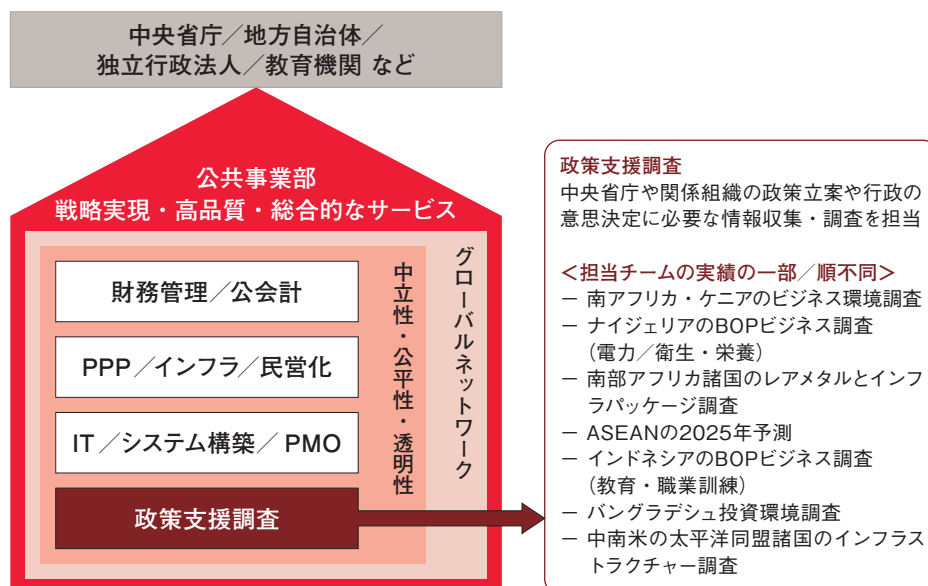 中央省庁／地方自治体／
独立行政法人／教育機関 など
公共事業部
戦略実現・高品質・総合的なサービス
財務管理／公会計
PPP／インフラ／民営化
IT／システム構築／PMO
政策支援調査
中立性・公平性・透明性
グローバルネットワーク
政策支援調査
中央省庁や関係組織の政策立案や行政の
意思決定に必要な情報収集・調査を担当
＜担当チームの実績の一部／順不同＞
－ 南アフリカ・ケニアのビジネス環境調査
－ ナイジェリアのBOPビジネス調査
（電力／衛生・栄養）
－ 南部アフリカ諸国のレアメタルとインフ
ラパッケージ調査
－ ASEANの2025年予測
－ インドネシアのBOPビジネス調査
（教育・職業訓練）
－ バングラデシュ投資環境調査
－ 中南米の太平洋同盟諸国のインフラス
トラクチャー調査